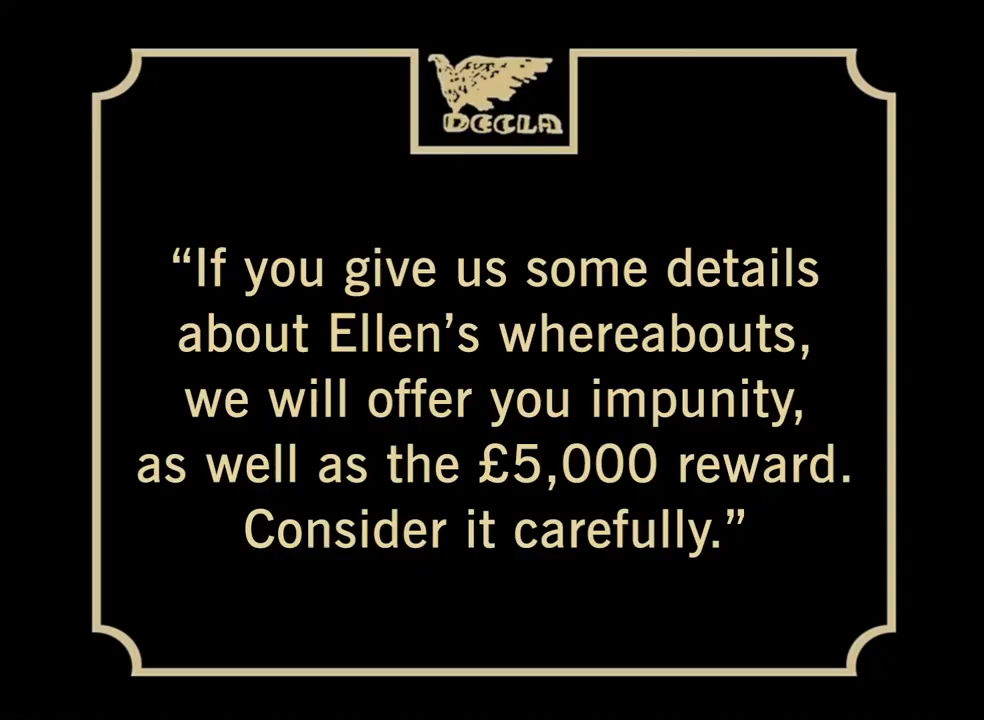 DECLA
“If you give us some details
about Ellen’s whereabouts,
we will offer you impunity,
as well as the £5,000 reward.
Consider it carefully.”